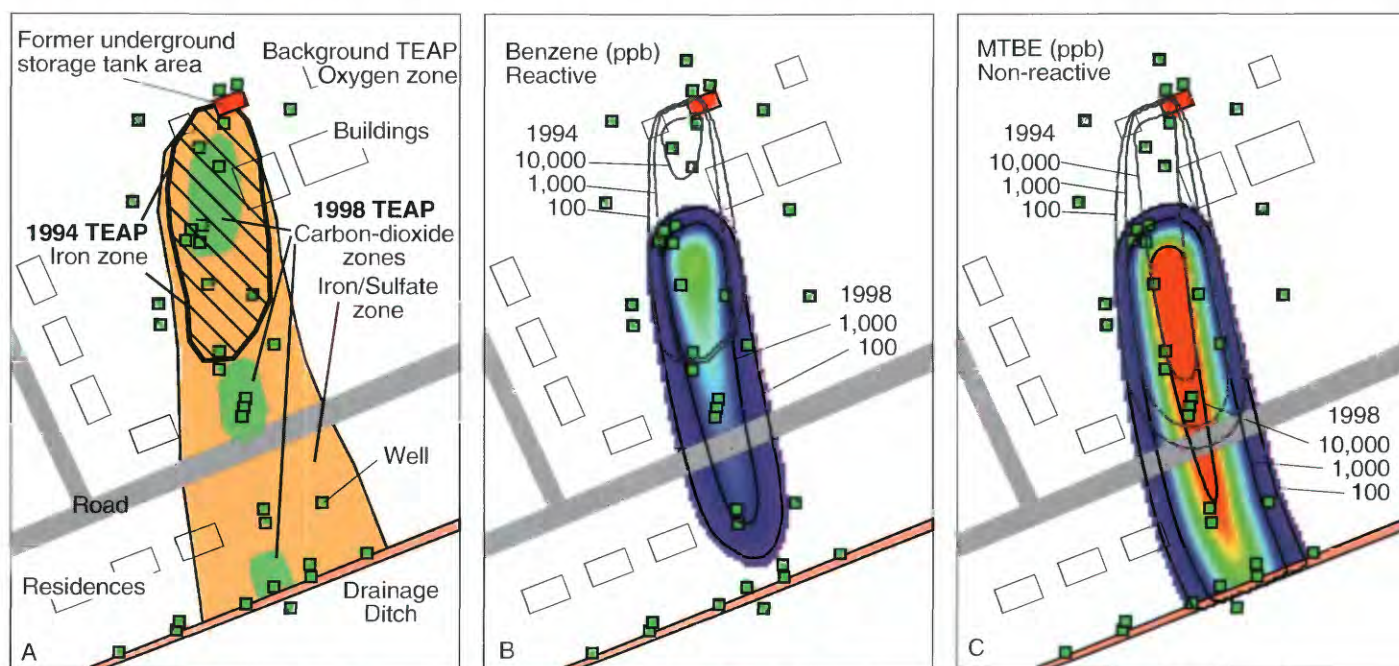 Former underground
storage tank area
Background TEAP
Oxygen zone
Buildings
1994 TEAP
Iron zone
1998 TEAP
Carbon-dioxide
zones
Iron/Sulfate
zone
Well
Road
Residences
Drainage
Ditch
A
Benzene (ppb)
Reactive
1994
10,000
1,000
100
1998
1,000
100
B
MTBE (ppb)
Non-reactive
1994
10,000
1,000
100
1998
10,000
1,000
100
C